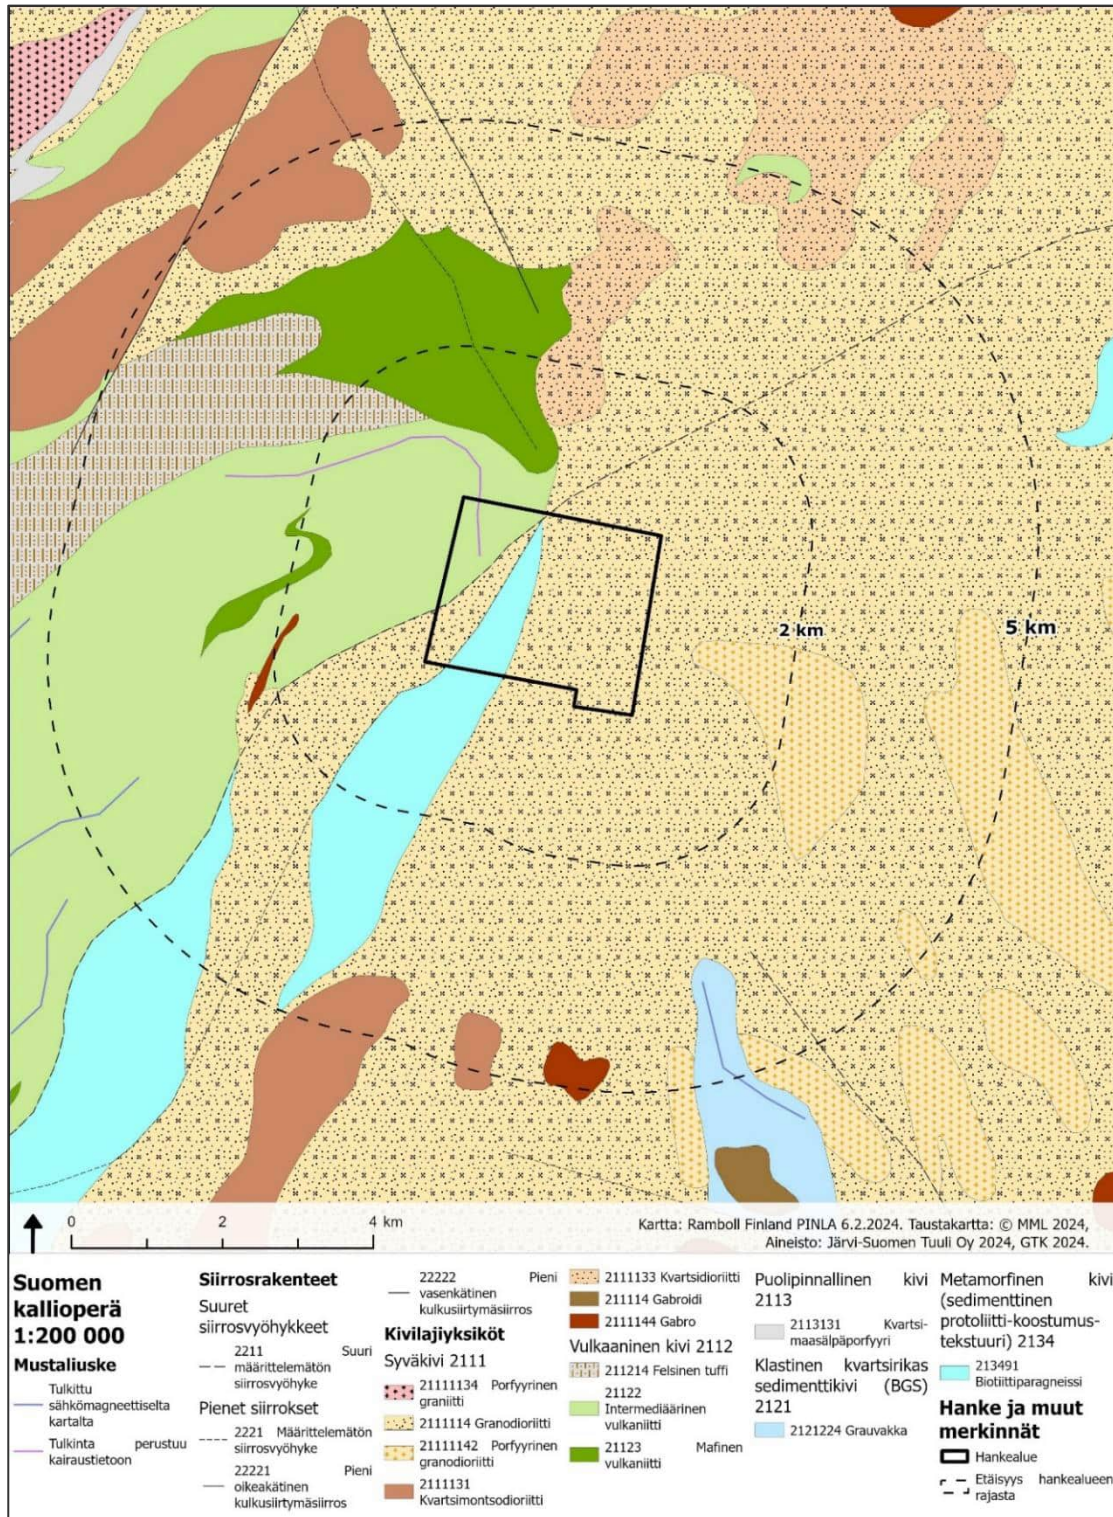 2 km
5 km
0 2 4 km
Kartta: Ramboll Finland PINLA 6.2.2024. Taustakartta: © MML 2024,
Aineisto: Järvi-Suomen Tuuli Oy 2024, GTK 2024.
Suomen
kallioperä
1:200 000
Mustaliuske
Tulkittu
sähkömagneettiselta
kartalta
Tulkinta perustuu
kairaustietoon
Siirrosrakenteet
Suuret
siirrosvyöhykkeet
2211 Suuri
määrittelemätön
siirrosvyöhyke
Pienet siirrokset
2221 Määrittelemätön
siirrosvyöhyke
22221 Pieni
oikeakätinen
kulkusiirtymäsiirros
22222 Pieni
vasenkätinen
kulkusiirtymäsiirros
Kivilajiyksiköt
Syväkivi 2111
21111134 Porfyyrinen
graniitti
2111114 Granodioriitti
21111142 Porfyyrinen
granodioriitti
2111131
Kvartsimontsodioriitti
2111133 Kvartsidioriitti
211114 Gabroidi
2111144 Gabro
Vulkaaninen kivi 2112
211214 Felsinen tuffi
21122
Intermediäärinen
vulkaniitti
21123 Mafinen
vulkaniitti
Puolipinnallinen kivi
2113
2113131 Kvartsi-
maasälpäporfyyri
Klastinen kvartsirikas
sedimenttikivi (BGS)
2121
2121224 Grauvakka
Metamorfinen kivi
(sedimenttinen
protoliitti-koostumus-
tekstuuri) 2134
213491
Biotiittiparagneissi
Hanke ja muut
merkinnät
Hankealue
Etäisyys hankealueen
rajasta